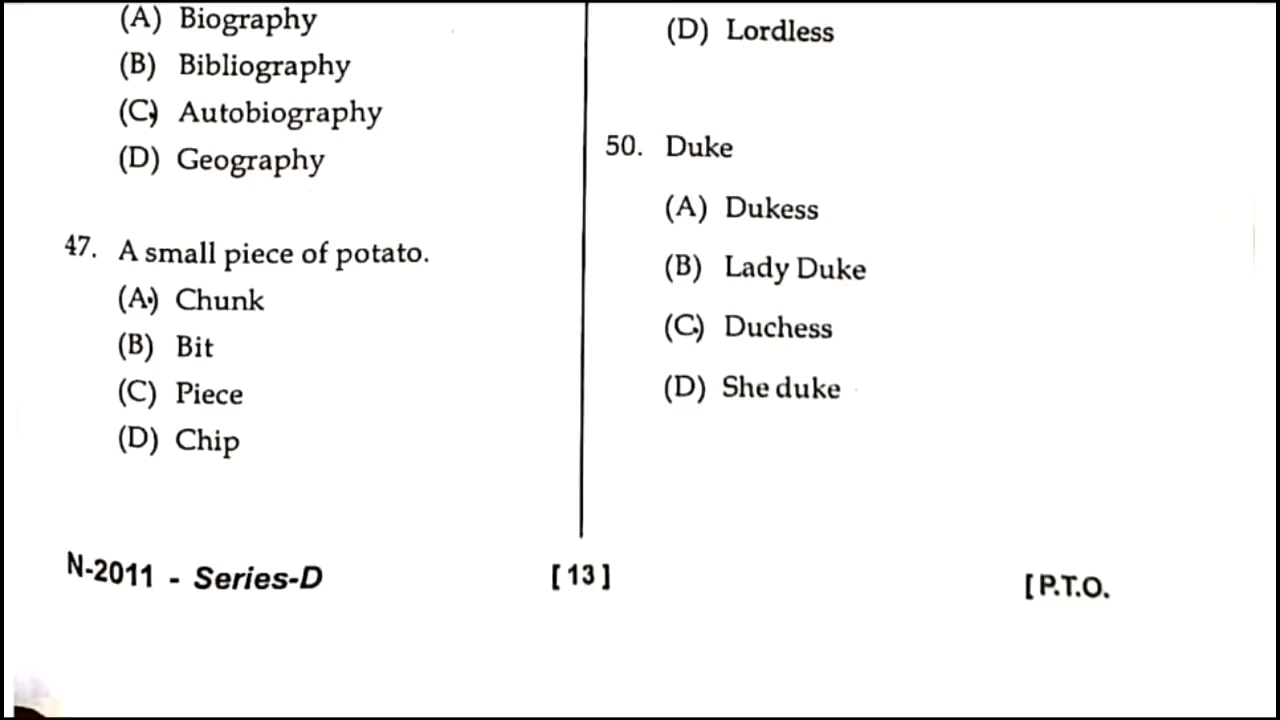 (A) Biography
(B) Bibliography
(C) Autobiography
(D) Geography
47. A small piece of potato.
(A) Chunk
(B) Bit
(C) Piece
(D) Chip
(D) Lordless
50. Duke
(A) Dukess
(B) Lady Duke
(C) Duchess
(D) She duke
N-2011 - Series-D [ 13 ] [ P.T.O.